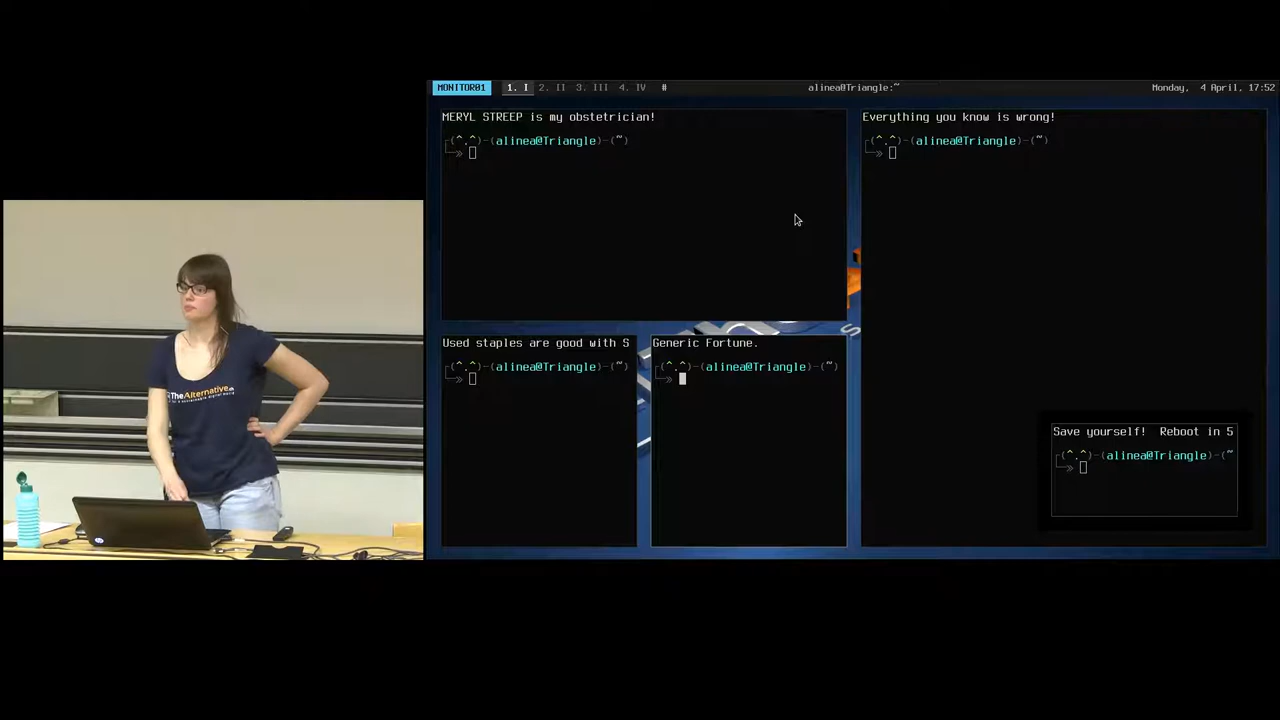 MONITOR01 1. I 2. II 3. III 4. IV # alinea@Triangle:~ Monday, 4 April, 17:52
MERYL STREEP is my obstetrician!
┌(^.^)-(alinea@Triangle)-(~)
└─»
Everything you know is wrong!
┌(^.^)-(alinea@Triangle)-(~)
└─»
Used staples are good with S
┌(^.^)-(alinea@Triangle)-(~)
└─»
Generic Fortune.
┌(^.^)-(alinea@Triangle)-(~)
└─»
Save yourself!  Reboot in 5
┌(^.^)-(alinea@Triangle)-(~
└─»
TheAlternative.ch